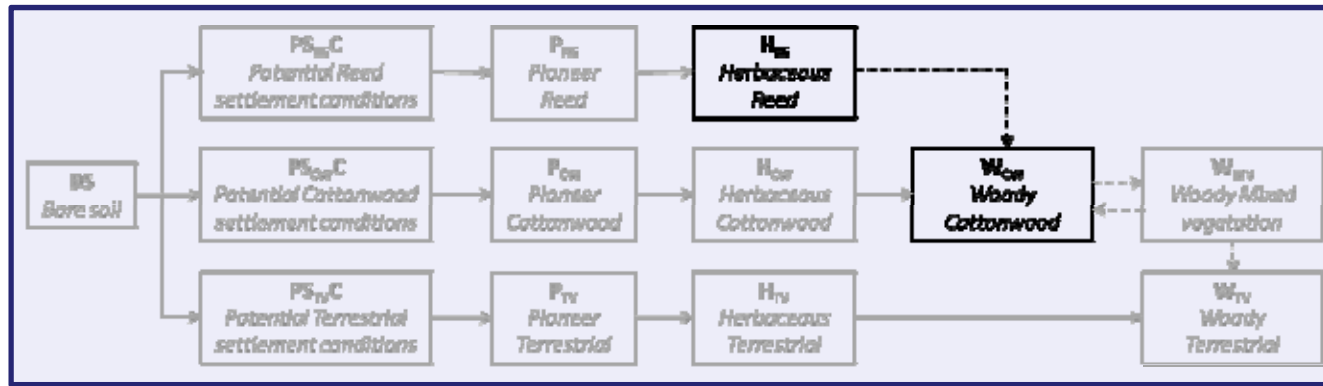 PS_RS C
Potential Reed
settlement conditions
P_RS
Pioneer
Reed
H_RS
Herbaceous
Reed
BS
Bare soil
PS_CW C
Potential Cottonwood
settlement conditions
P_CW
Pioneer
Cottonwood
H_CW
Herbaceous
Cottonwood
W_CW
Woody
Cottonwood
W_MV
Woody Mixed
vegetation
PS_TV C
Potential Terrestrial
settlement conditions
P_TV
Pioneer
Terrestrial
H_TV
Herbaceous
Terrestrial
W_TV
Woody
Terrestrial